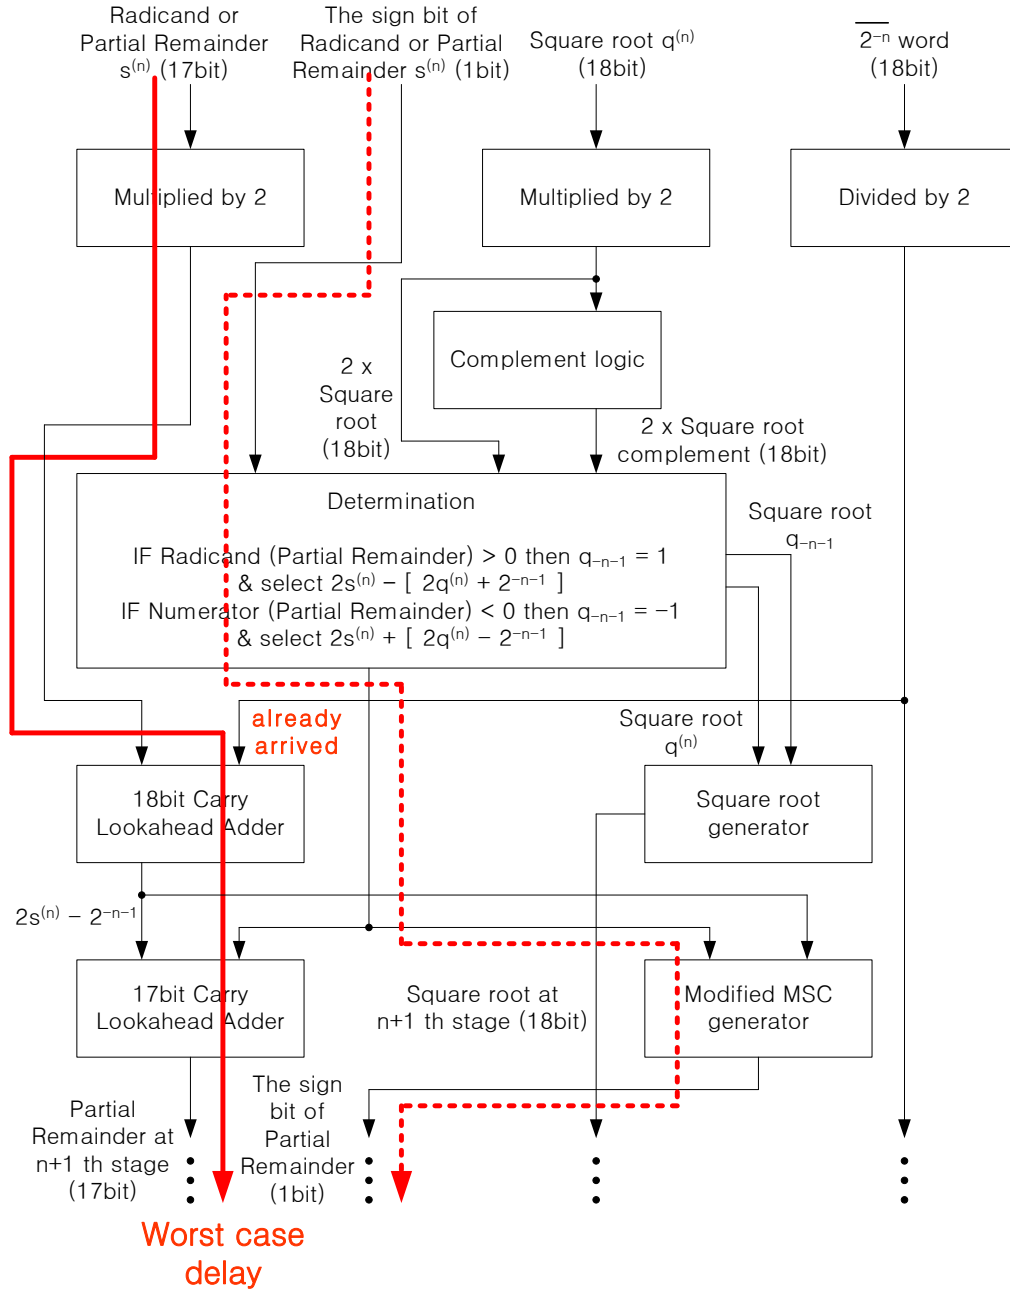 Radicand or
Partial Remainder
s(n) (17bit)
The sign bit of
Radicand or Partial
Remainder s(n) (1bit)
Square root q(n)
(18bit)
2−n word
(18bit)
Multiplied by 2
Multiplied by 2
Divided by 2
Complement logic
2 x
Square
root
(18bit)
2 x Square root
complement (18bit)
Determination
IF Radicand (Partial Remainder) > 0 then q−n−1 = 1
& select 2s(n) − [ 2q(n) + 2−n−1 ]
IF Numerator (Partial Remainder) < 0 then q−n−1 = −1
& select 2s(n) + [ 2q(n) − 2−n−1 ]
Square root
q−n−1
already
arrived
Square root
q(n)
18bit Carry
Lookahead Adder
Square root
generator
2s(n) − 2−n−1
17bit Carry
Lookahead Adder
Square root at
n+1 th stage (18bit)
Modified MSC
generator
Partial
Remainder at
n+1 th stage
(17bit)
The sign
bit of
Partial
Remainder
(1bit)
Worst case
delay